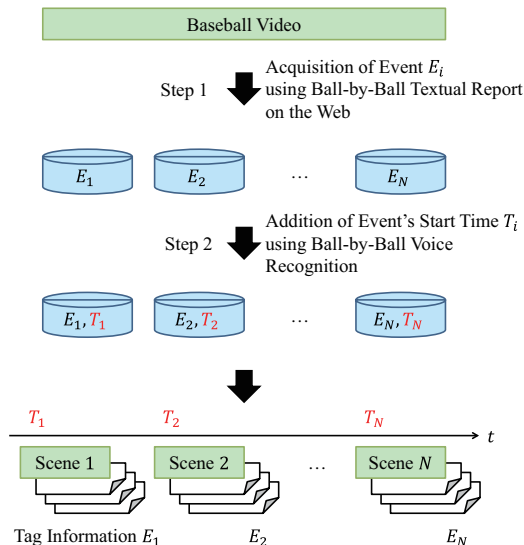 Baseball Video
Step 1
Acquisition of Event E_i
using Ball-by-Ball Textual Report
on the Web
E_1 E_2 … E_N
Step 2
Addition of Event's Start Time T_i
using Ball-by-Ball Voice
Recognition
E_1, T_1 E_2, T_2 … E_N, T_N
T_1 T_2 T_N
t
Scene 1 Scene 2 … Scene N
Tag Information E_1 E_2 E_N